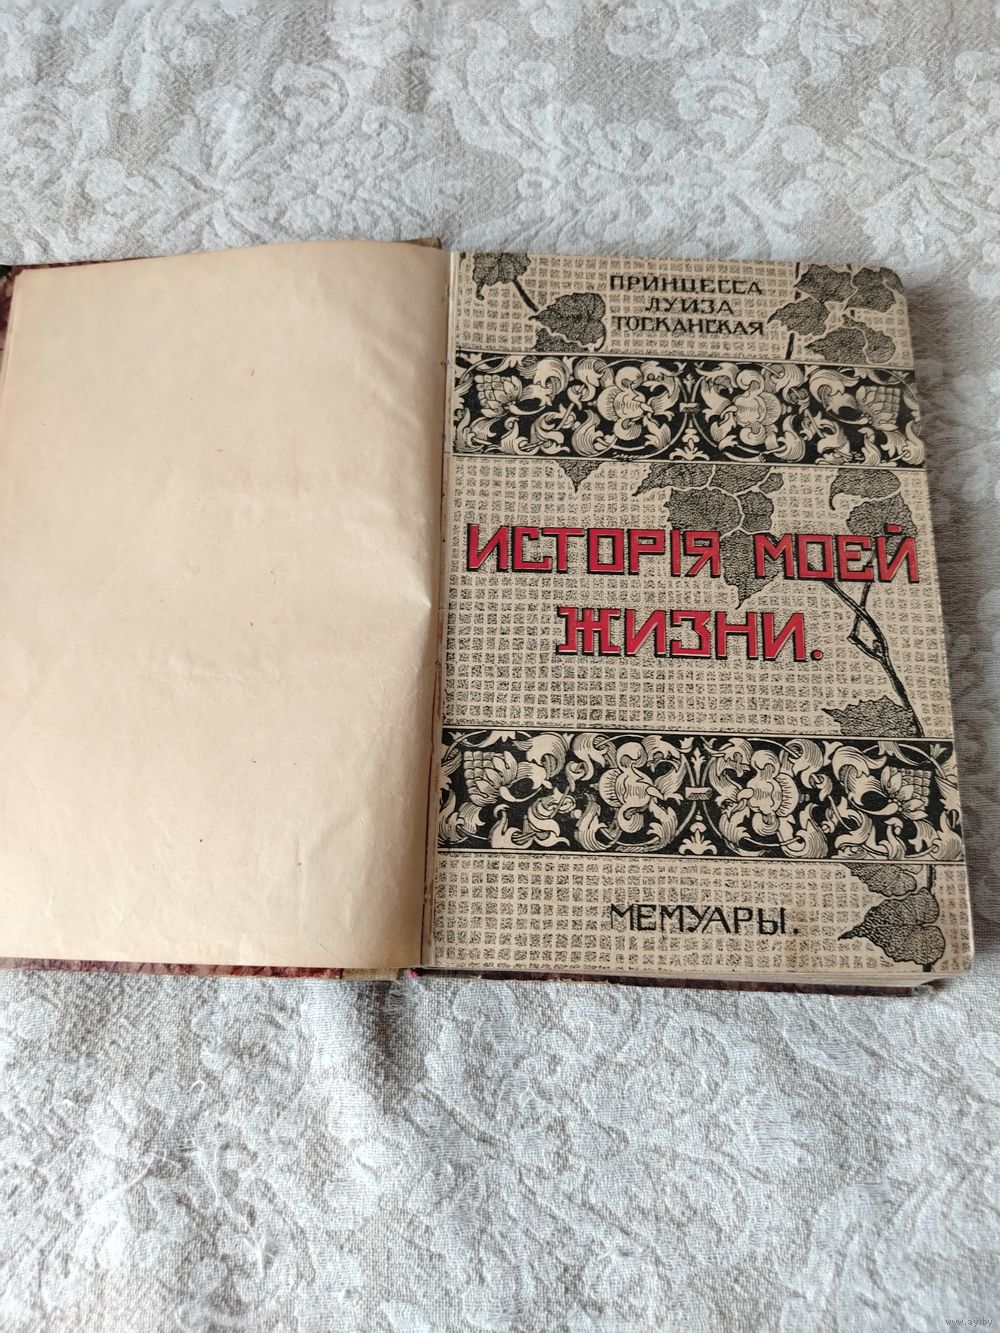 ПРИНЦЕССА
ЛУИЗА
ТОСКАНСКАЯ
ИСТОРІЯ МОЕЙ
ЖИЗНИ.
МЕМУАРЫ.
www.ay.by